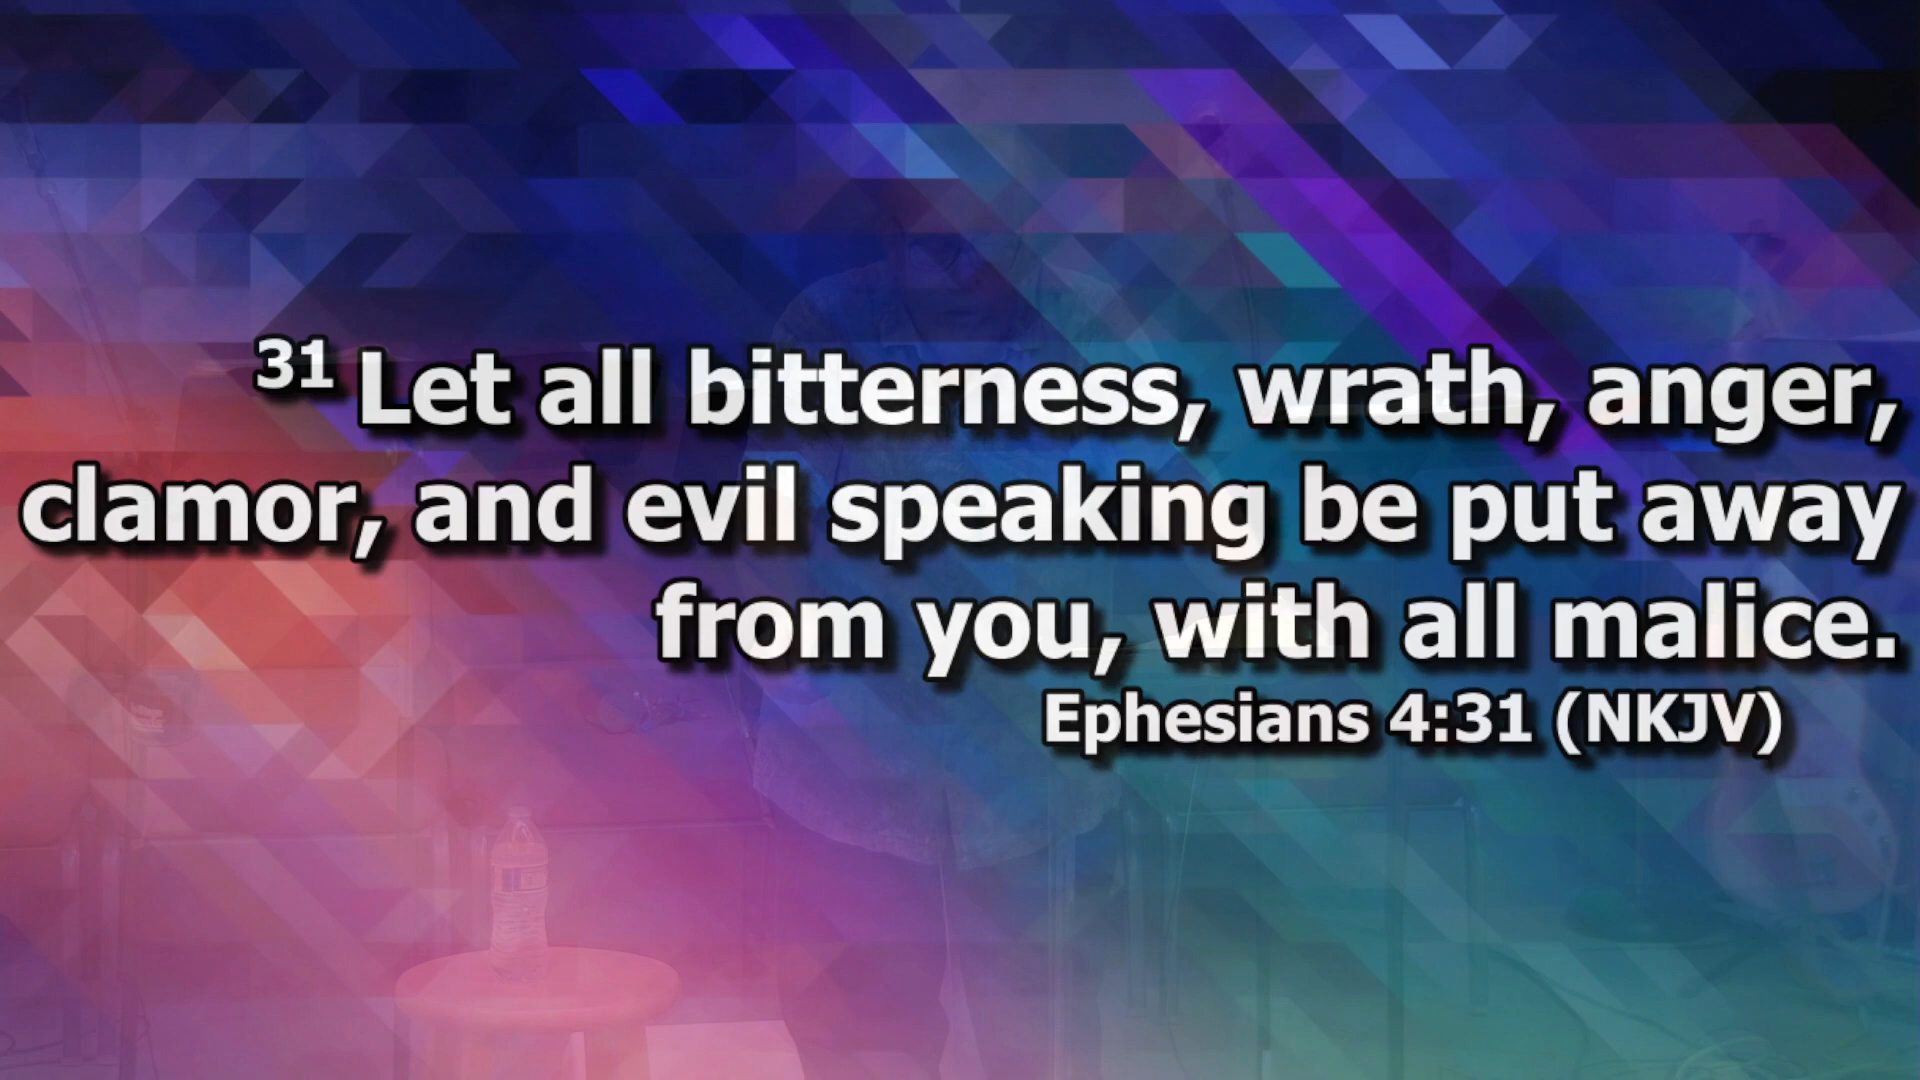 31 Let all bitterness, wrath, anger,
clamor, and evil speaking be put away
from you, with all malice.
Ephesians 4:31 (NKJV)